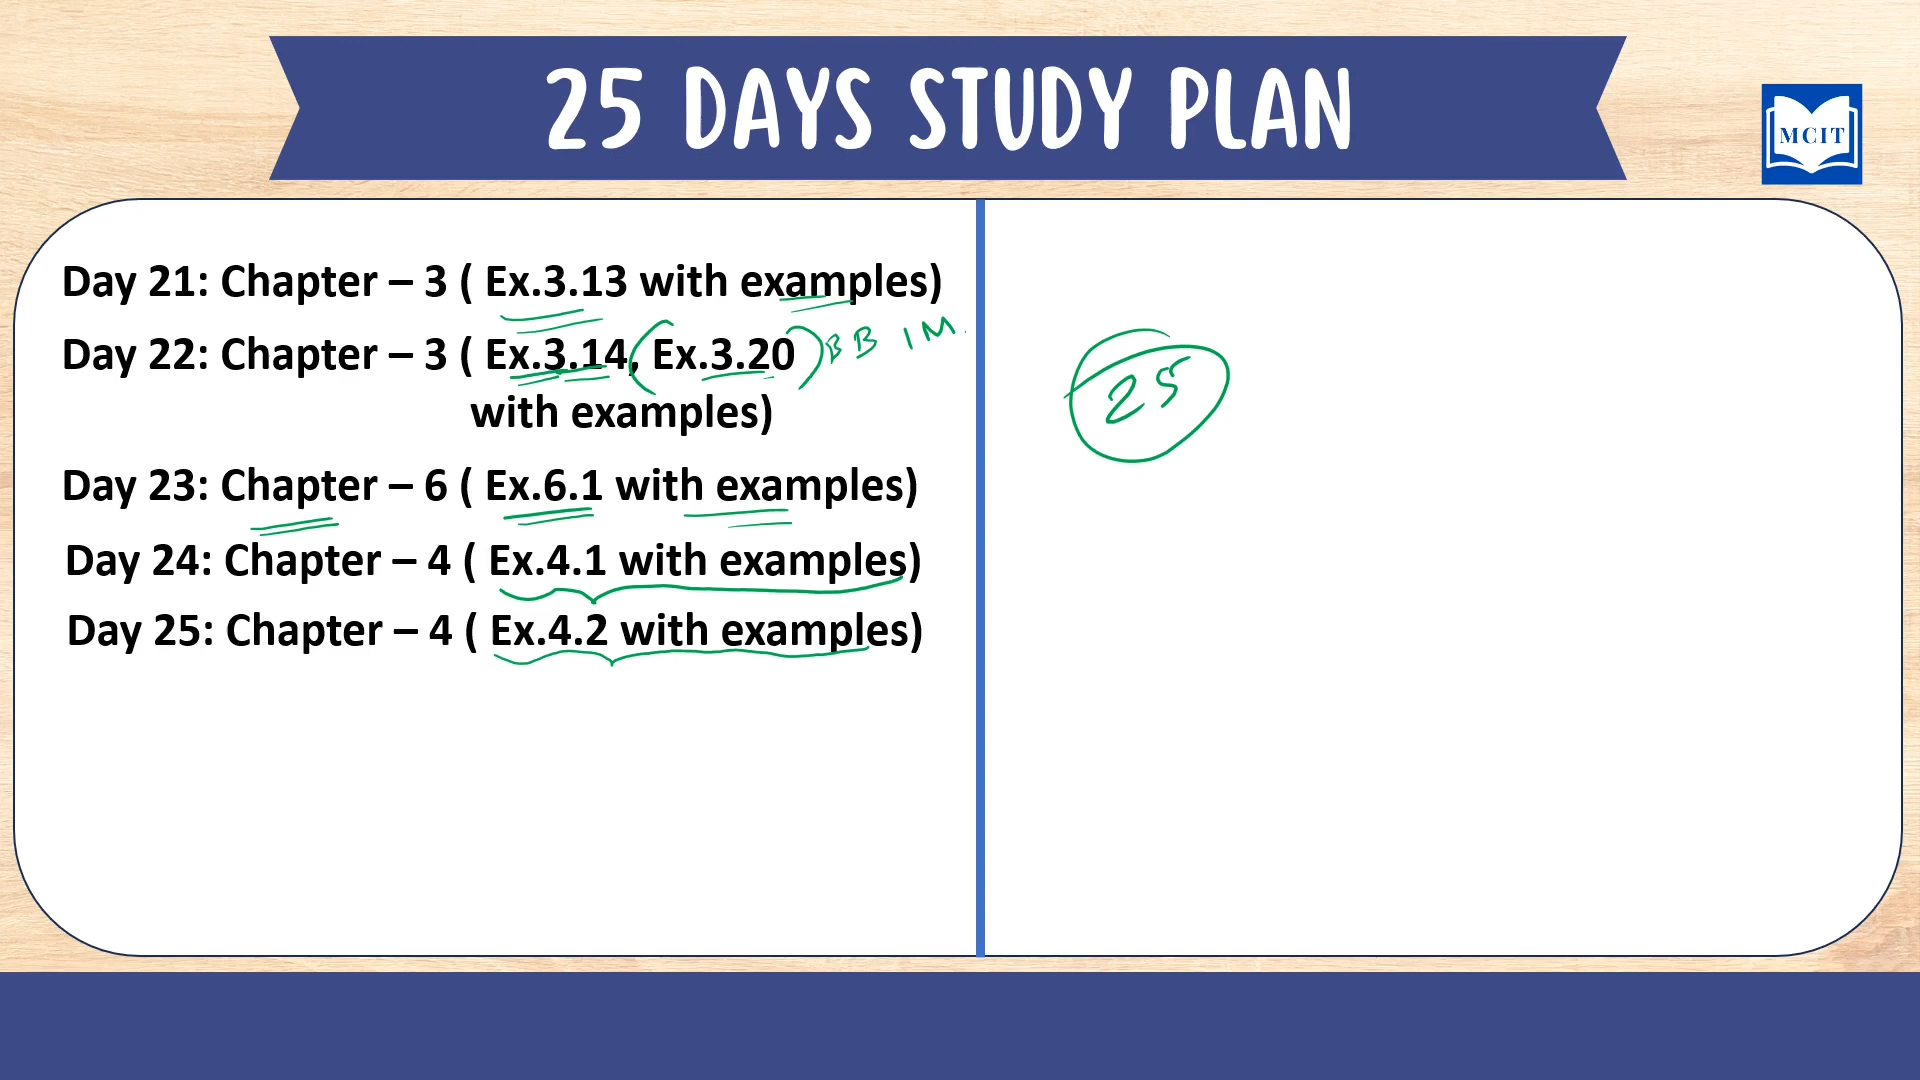 25 DAYS STUDY PLAN
MCIT
Day 21: Chapter – 3 ( Ex.3.13 with examples)
Day 22: Chapter – 3 ( Ex.3.14, Ex.3.20 BB 1M.
with examples)
Day 23: Chapter – 6 ( Ex.6.1 with examples)
Day 24: Chapter – 4 ( Ex.4.1 with examples)
Day 25: Chapter – 4 ( Ex.4.2 with examples)
25